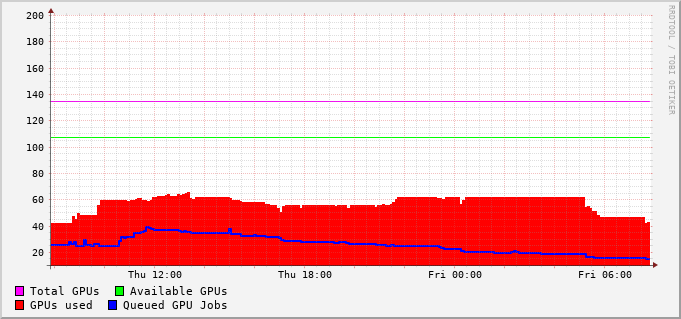 200
180
160
140
120
100
80
60
40
20
Thu 12:00 Thu 18:00 Fri 00:00 Fri 06:00
Total GPUs Available GPUs
GPUs used Queued GPU Jobs
RRDTOOL / TOBI OETIKER